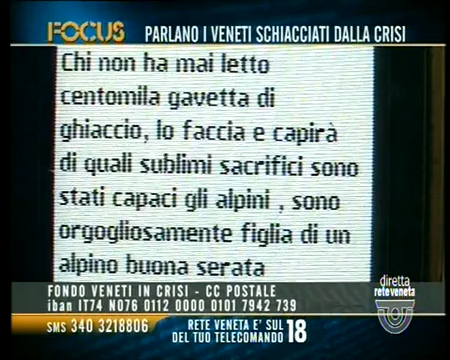 FOCUS PARLANO I VENETI SCHIACCIATI DALLA CRISI
Chi non ha mai letto
centomila gavetta di
ghiaccio, lo faccia e capirà
di quali sublimi sacrifici sono
stati capaci gli alpini , sono
orgogliosamente figlia di un
alpino buona serata
FONDO VENETI IN CRISI - CC POSTALE
iban IT74 N076 0112 0000 0101 7942 739
diretta
reteveneta
SMS 340 3218806
RETE VENETA E' SUL
DEL TUO TELECOMANDO 18